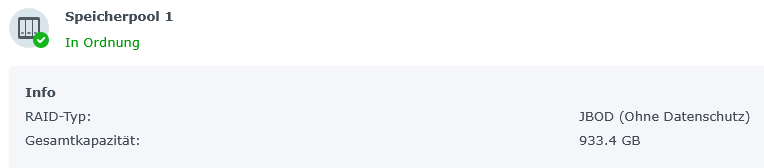 Speicherpool 1
In Ordnung
Info
RAID-Typ: JBOD (Ohne Datenschutz)
Gesamtkapazität: 933.4 GB